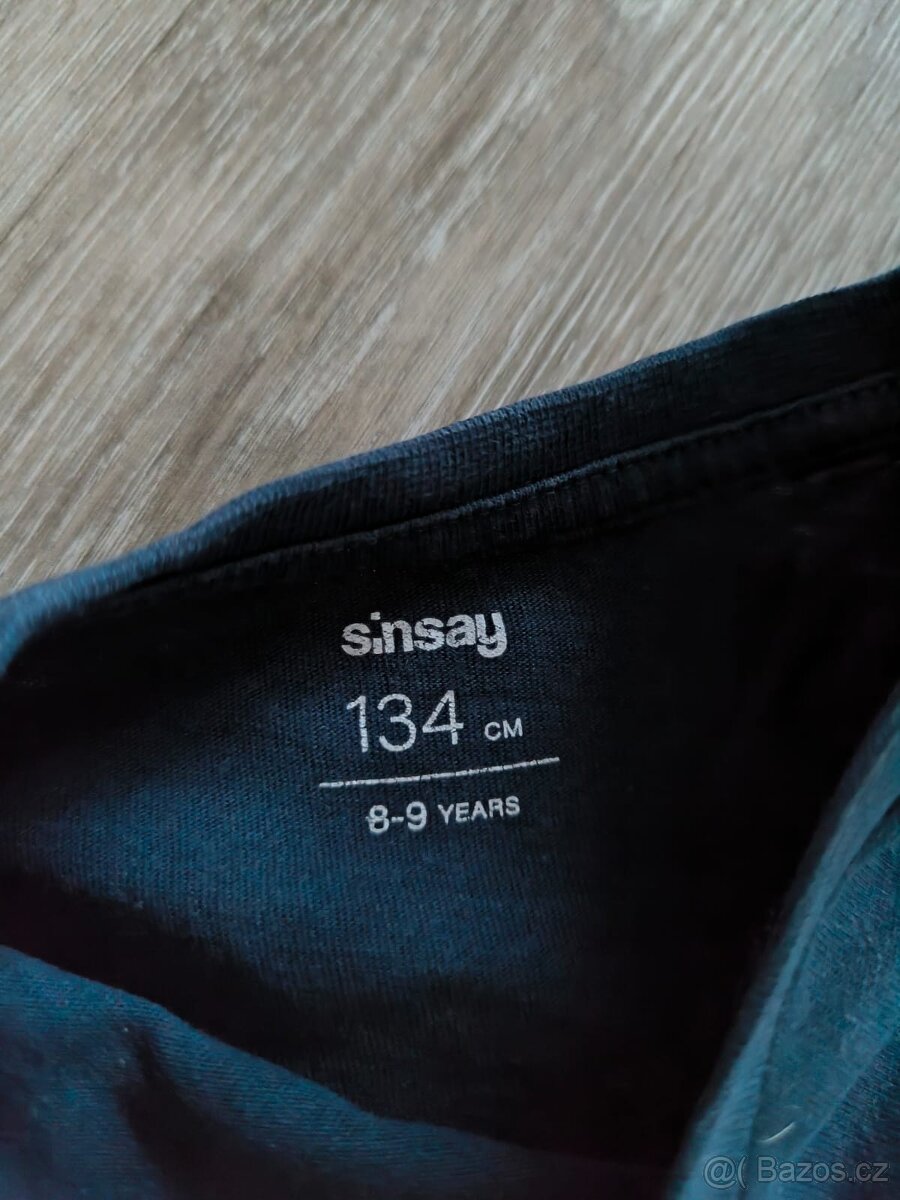 sinsay
134 CM
8-9 YEARS
@( Bazos.cz